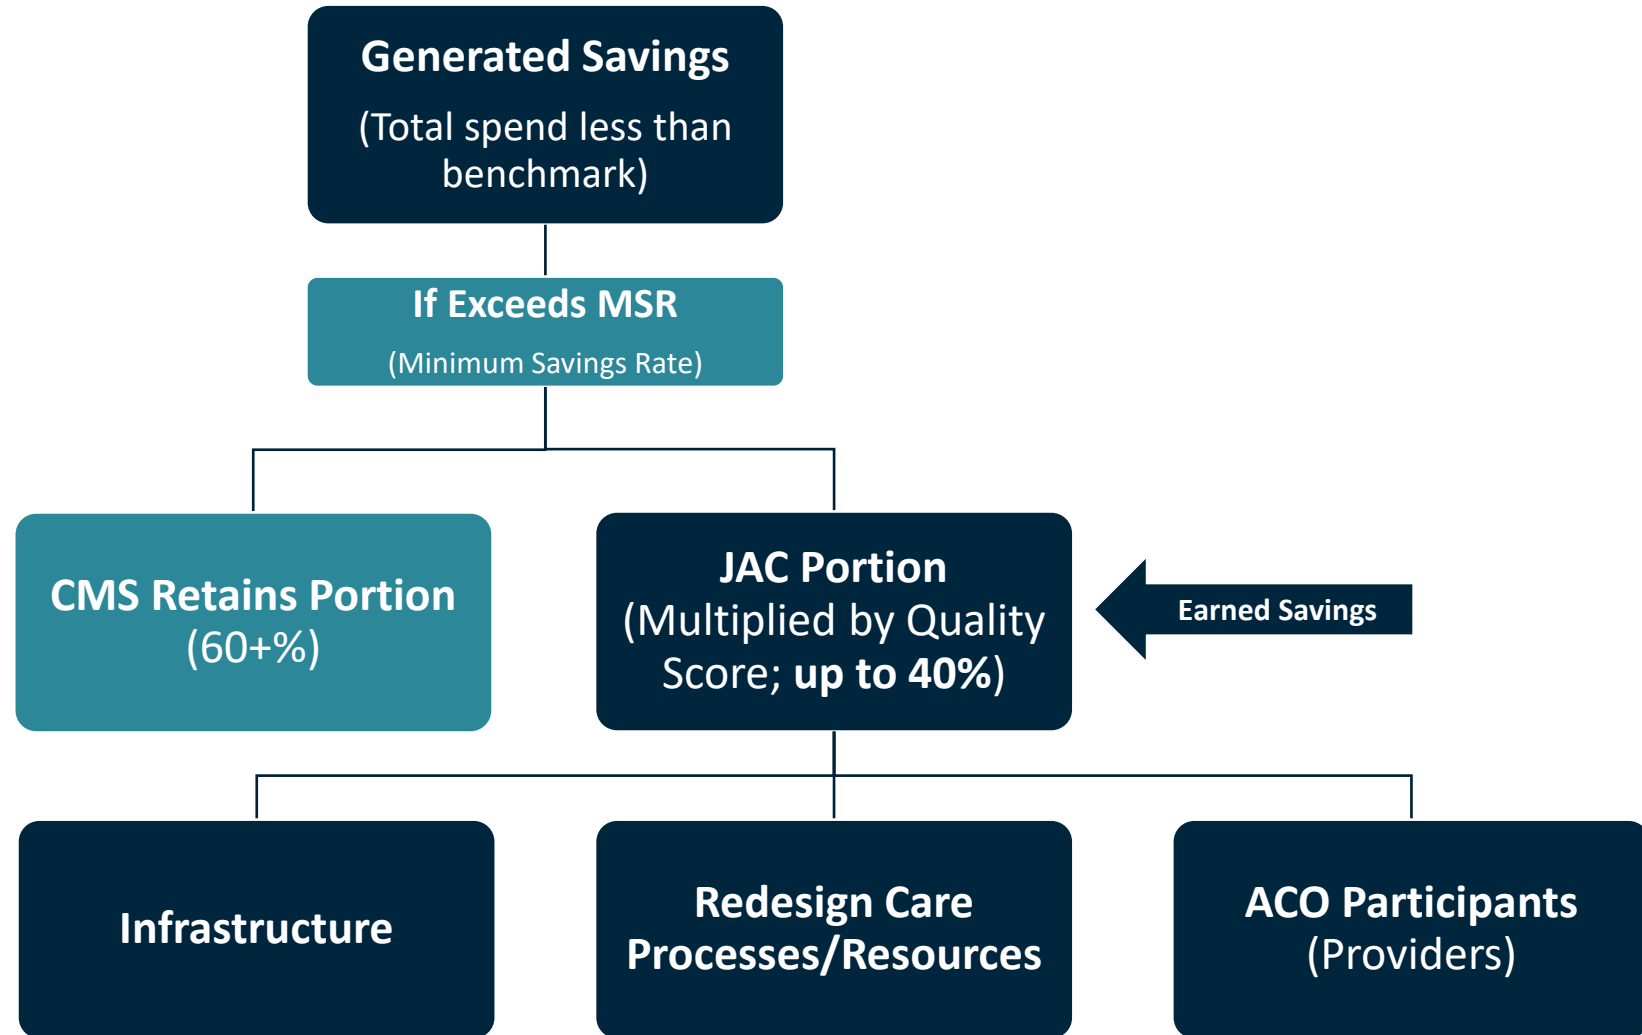 Generated Savings
(Total spend less than
benchmark)
If Exceeds MSR
(Minimum Savings Rate)
CMS Retains Portion
(60+%)
JAC Portion
(Multiplied by Quality
Score; up to 40%)
Earned Savings
Infrastructure
Redesign Care
Processes/Resources
ACO Participants
(Providers)